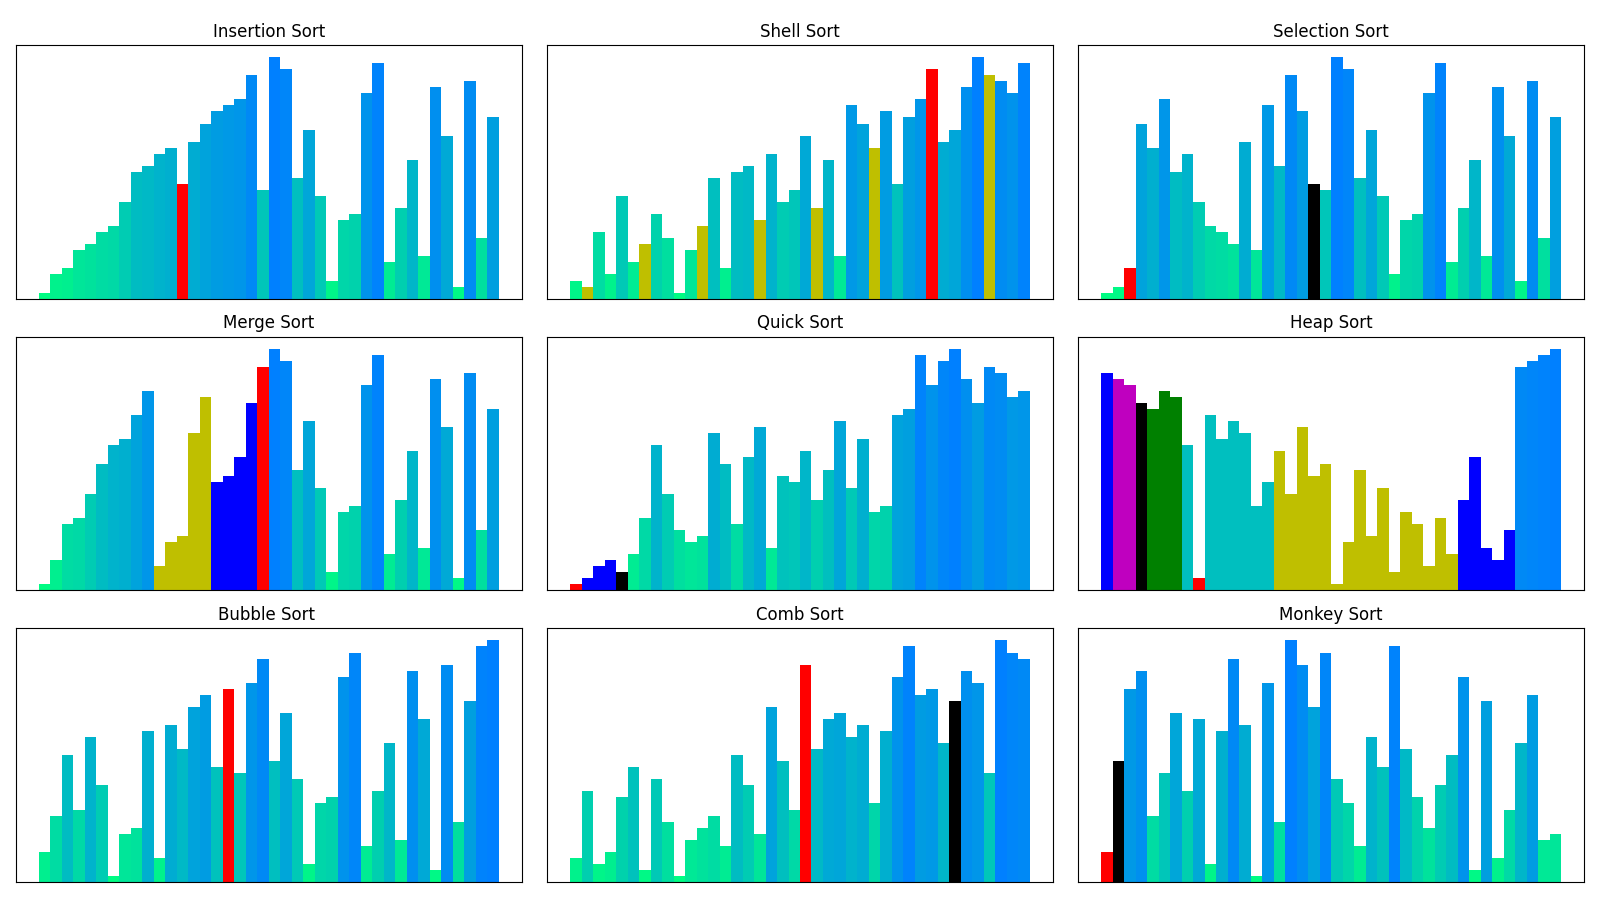 Insertion Sort
Shell Sort
Selection Sort
Merge Sort
Quick Sort
Heap Sort
Bubble Sort
Comb Sort
Monkey Sort